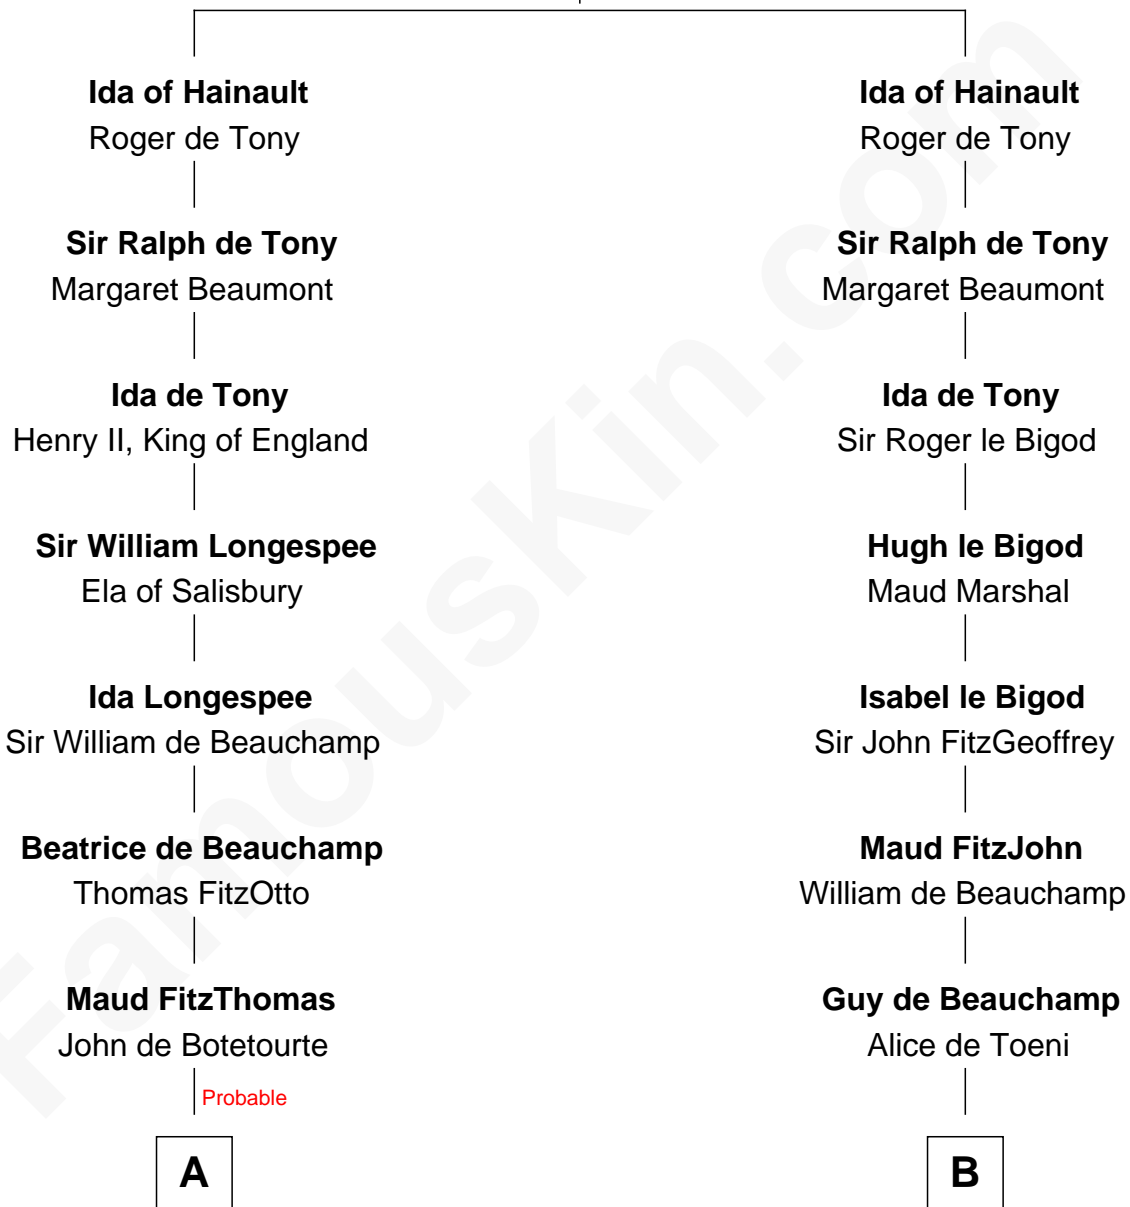 Ida of Hainault
Roger de Tony
Sir Ralph de Tony
Margaret Beaumont
Ida de Tony
Henry II, King of England
Sir William Longespee
Ela of Salisbury
Ida Longespee
Sir William de Beauchamp
Beatrice de Beauchamp
Thomas FitzOtto
Maud FitzThomas
John de Botetourte
Probable
A
Ida of Hainault
Roger de Tony
Sir Ralph de Tony
Margaret Beaumont
Ida de Tony
Sir Roger le Bigod
Hugh le Bigod
Maud Marshal
Isabel le Bigod
Sir John FitzGeoffrey
Maud FitzJohn
William de Beauchamp
Guy de Beauchamp
Alice de Toeni
B
FamousKin.com